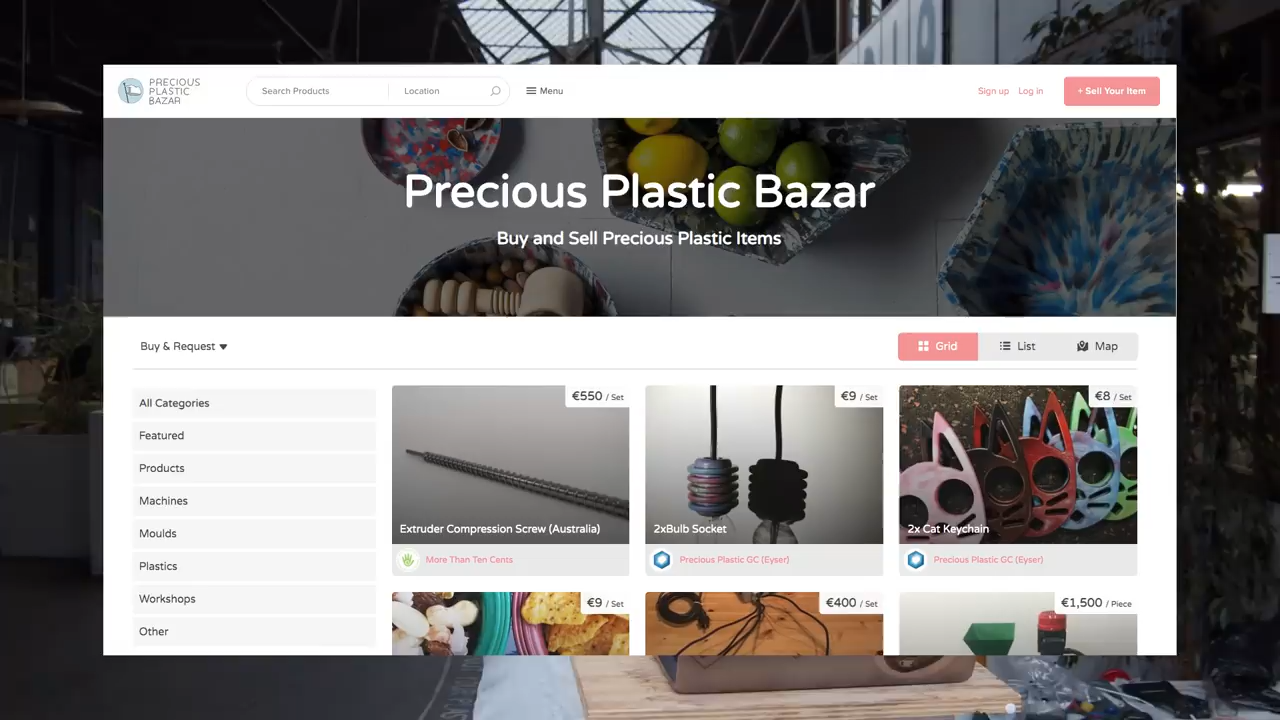 PRECIOUS
PLASTIC
BAZAR
Search Products
Location
Menu
Sign up
Log in
+ Sell Your Item
Precious Plastic Bazar
Buy and Sell Precious Plastic Items
Buy & Request
Grid
List
Map
All Categories
Featured
Products
Machines
Moulds
Plastics
Workshops
Other
€550 / Set
Extruder Compression Screw (Australia)
More Than Ten Cents
€9 / Set
2xBulb Socket
Precious Plastic GC (Eyser)
€8 / Set
2x Cat Keychain
Precious Plastic GC (Eyser)
€9 / Set
€400 / Set
€1,500 / Piece